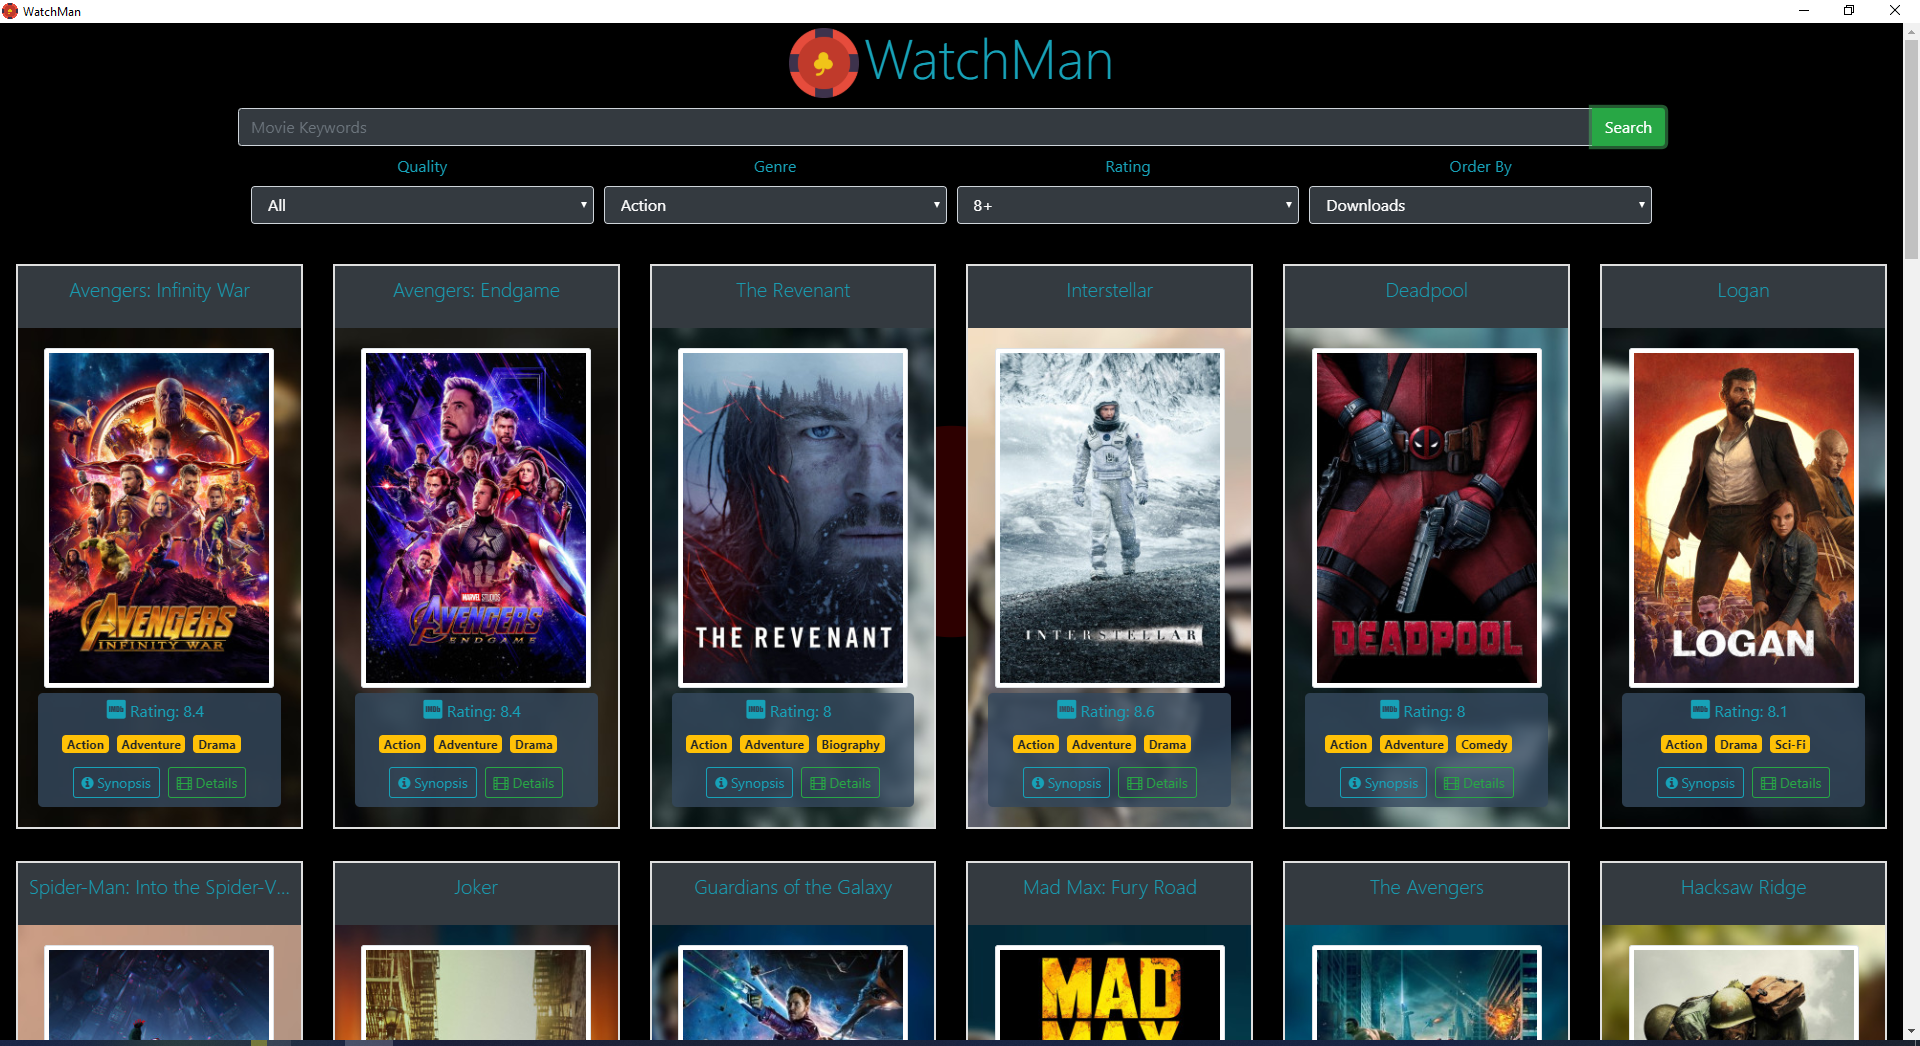 WatchMan
WatchMan
Movie Keywords
Search
Quality
Genre
Rating
Order By
All
Action
8+
Downloads
Avengers: Infinity War
Avengers: Endgame
The Revenant
Interstellar
Deadpool
Logan
AVENGERS
INFINITY WAR
MARVEL STUDIOS
AVENGERS
ENDGAME
THE REVENANT
INTERSTELLAR
DEADPOOL
LOGAN
IMDb Rating: 8.4
IMDb Rating: 8.4
IMDb Rating: 8
IMDb Rating: 8.6
IMDb Rating: 8
IMDb Rating: 8.1
Action Adventure Drama
Action Adventure Drama
Action Adventure Biography
Action Adventure Drama
Action Adventure Comedy
Action Drama Sci-Fi
Synopsis Details
Synopsis Details
Synopsis Details
Synopsis Details
Synopsis Details
Synopsis Details
Spider-Man: Into the Spider-V...
Joker
Guardians of the Galaxy
Mad Max: Fury Road
The Avengers
Hacksaw Ridge
MAD
MAX